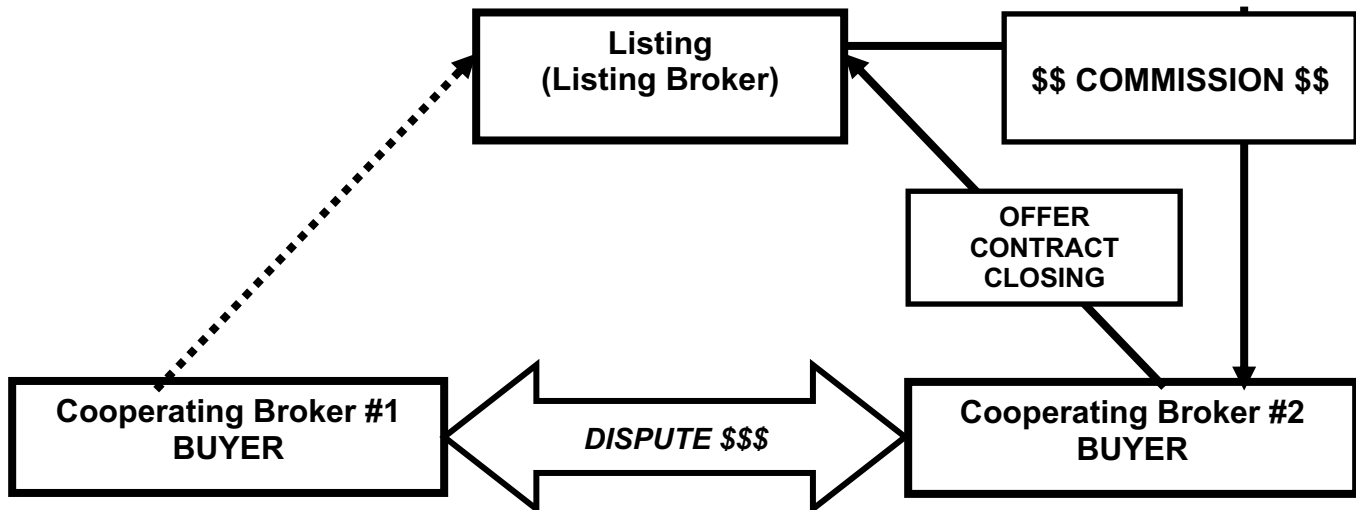 Listing
(Listing Broker)
$$ COMMISSION $$
OFFER
CONTRACT
CLOSING
Cooperating Broker #1
BUYER
DISPUTE $$$
Cooperating Broker #2
BUYER